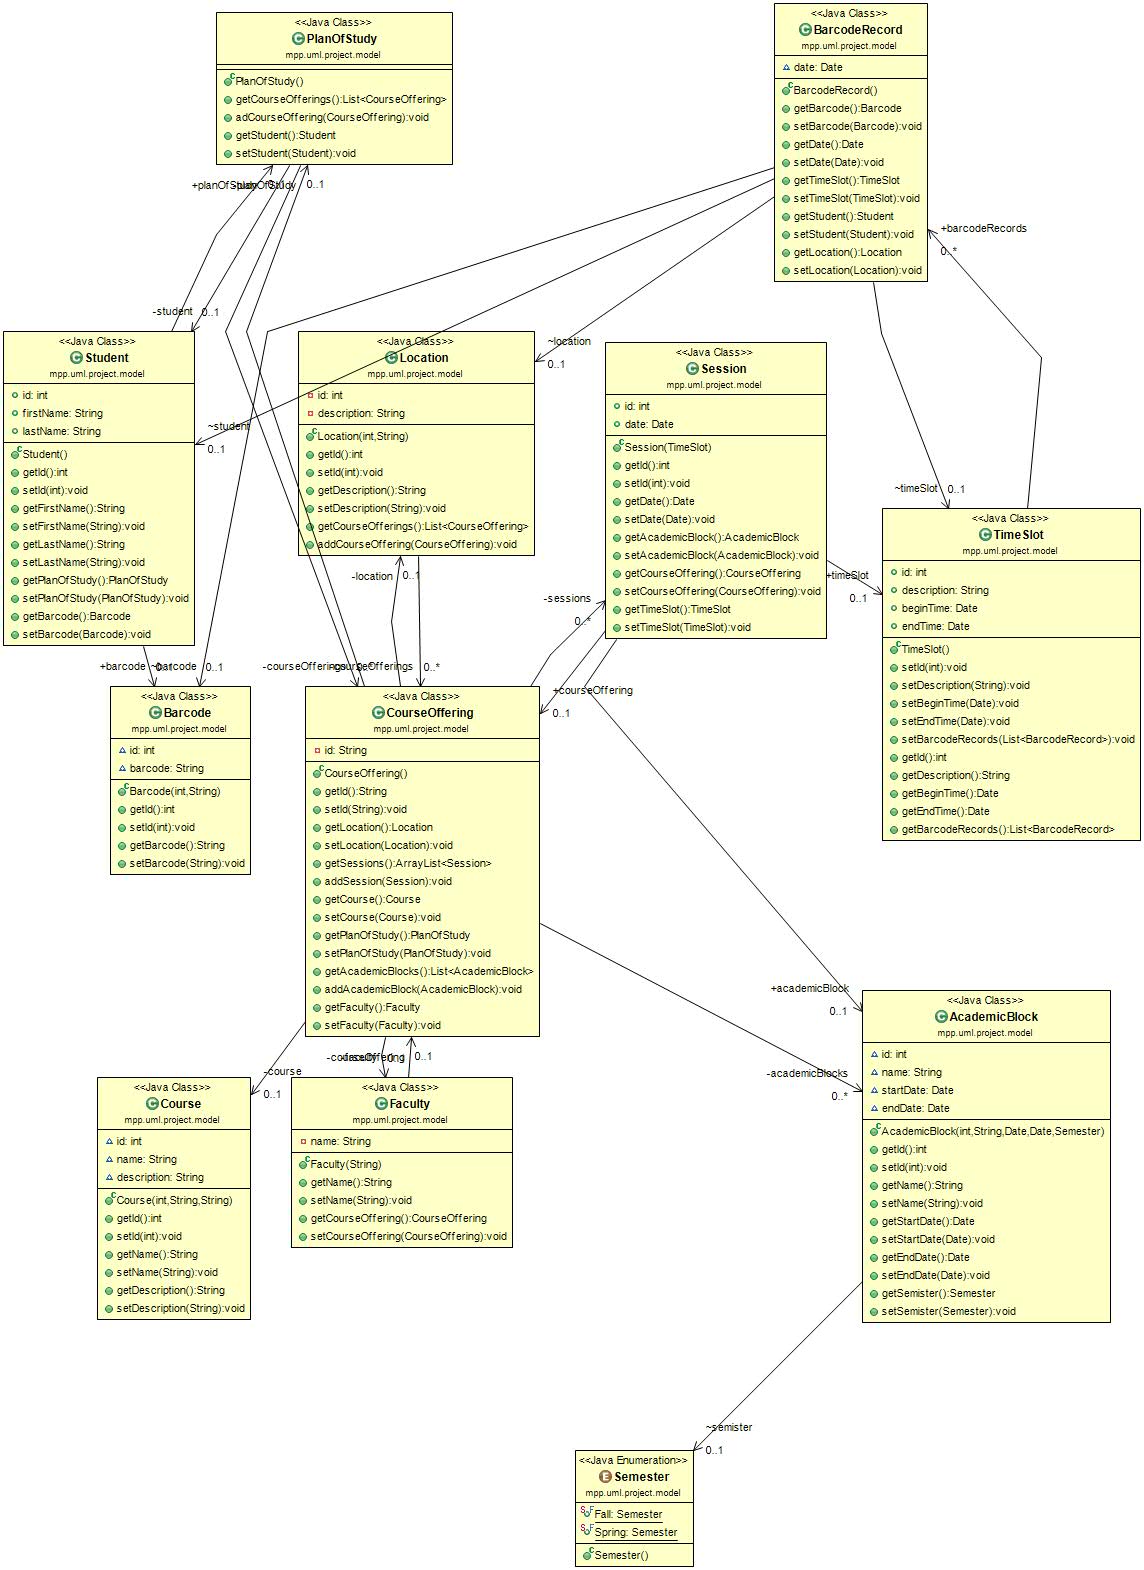 <<Java Class>>
PlanOfStudy
mpp.uml.project.model
PlanOfStudy()
getCourseOfferings():List<CourseOffering>
adCourseOffering(CourseOffering):void
getStudent():Student
setStudent(Student):void
<<Java Class>>
BarcodeRecord
mpp.uml.project.model
date: Date
BarcodeRecord()
getBarcode():Barcode
setBarcode(Barcode):void
getDate():Date
setDate(Date):void
getTimeSlot():TimeSlot
setTimeSlot(TimeSlot):void
getStudent():Student
setStudent(Student):void
getLocation():Location
setLocation(Location):void
0..1
+barcodeRecords
0..*
-student
0..1
~location
0..1
<<Java Class>>
Student
mpp.uml.project.model
id: int
firstName: String
lastName: String
Student()
getId():int
setId(int):void
getFirstName():String
setFirstName(String):void
getLastName():String
setLastName(String):void
getPlanOfStudy():PlanOfStudy
setPlanOfStudy(PlanOfStudy):void
getBarcode():Barcode
setBarcode(Barcode):void
~student
0..1
<<Java Class>>
Location
mpp.uml.project.model
id: int
description: String
Location(int,String)
getId():int
setId(int):void
getDescription():String
setDescription(String):void
getCourseOfferings():List<CourseOffering>
addCourseOffering(CourseOffering):void
<<Java Class>>
Session
mpp.uml.project.model
id: int
date: Date
Session(TimeSlot)
getId():int
setId(int):void
getDate():Date
setDate(Date):void
getAcademicBlock():AcademicBlock
setAcademicBlock(AcademicBlock):void
getCourseOffering():CourseOffering
setCourseOffering(CourseOffering):void
getTimeSlot():TimeSlot
setTimeSlot(TimeSlot):void
~timeSlot
0..1
<<Java Class>>
TimeSlot
mpp.uml.project.model
id: int
description: String
beginTime: Date
endTime: Date
TimeSlot()
setId(int):void
setDescription(String):void
setBeginTime(Date):void
setEndTime(Date):void
setBarcodeRecords(List<BarcodeRecord>):void
getId():int
getDescription():String
getBeginTime():Date
getEndTime():Date
getBarcodeRecords():List<BarcodeRecord>
+timeSlot
0..1
-location
0..1
-sessions
0..*
+barcode
0..1
0..*
+courseOffering
0..1
<<Java Class>>
Barcode
mpp.uml.project.model
id: int
barcode: String
Barcode(int,String)
getId():int
setId(int):void
getBarcode():String
setBarcode(String):void
<<Java Class>>
CourseOffering
mpp.uml.project.model
id: String
CourseOffering()
getId():String
setId(String):void
getLocation():Location
setLocation(Location):void
getSessions():ArrayList<Session>
addSession(Session):void
getCourse():Course
setCourse(Course):void
getPlanOfStudy():PlanOfStudy
setPlanOfStudy(PlanOfStudy):void
getAcademicBlocks():List<AcademicBlock>
addAcademicBlock(AcademicBlock):void
getFaculty():Faculty
setFaculty(Faculty):void
+academicBlock
0..1
-academicBlocks
0..*
<<Java Class>>
AcademicBlock
mpp.uml.project.model
id: int
name: String
startDate: Date
endDate: Date
AcademicBlock(int,String,Date,Date,Semester)
getId():int
setId(int):void
getName():String
setName(String):void
getStartDate():Date
setStartDate(Date):void
getEndDate():Date
setEndDate(Date):void
getSemister():Semester
setSemister(Semester):void
-course
0..1
0..1
<<Java Class>>
Course
mpp.uml.project.model
id: int
name: String
description: String
Course(int,String,String)
getId():int
setId(int):void
getName():String
setName(String):void
getDescription():String
setDescription(String):void
<<Java Class>>
Faculty
mpp.uml.project.model
name: String
Faculty(String)
getName():String
setName(String):void
getCourseOffering():CourseOffering
setCourseOffering(CourseOffering):void
~semister
0..1
<<Java Enumeration>>
Semester
mpp.uml.project.model
Fall: Semester
Spring: Semester
Semester()